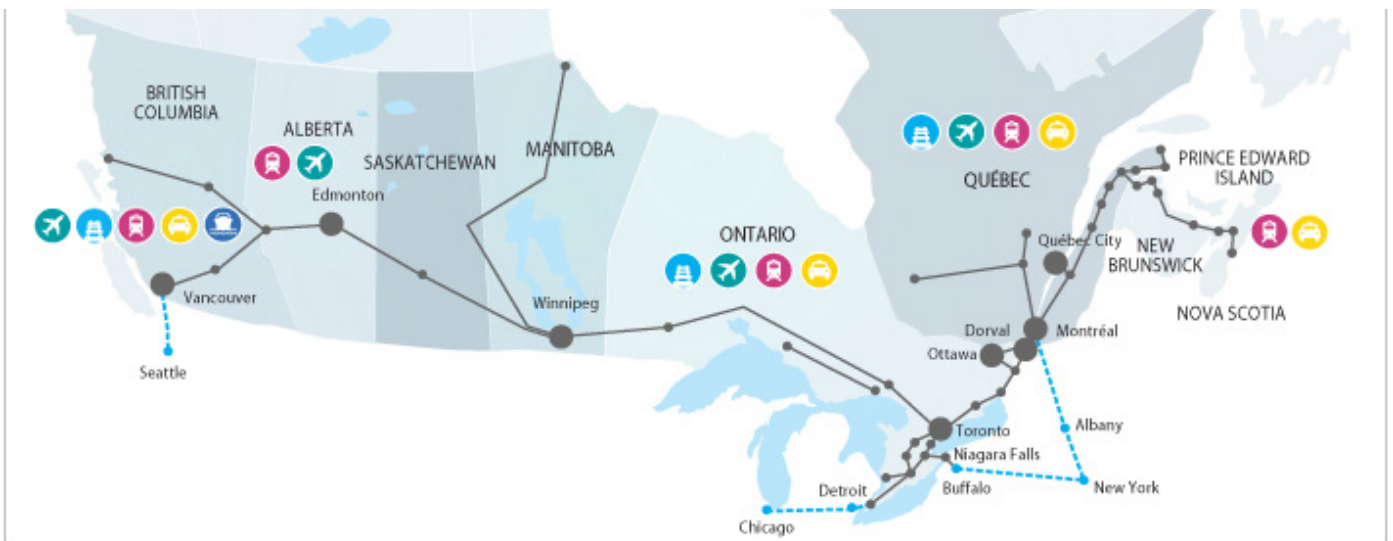 BRITISH
COLUMBIA
ALBERTA
SASKATCHEWAN
MANITOBA
Edmonton
Vancouver
Seattle
Winnipeg
ONTARIO
QUÉBEC
PRINCE EDWARD
ISLAND
Québec City
NEW
BRUNSWICK
NOVA SCOTIA
Dorval
Montréal
Ottawa
Toronto
Albany
Niagara Falls
Detroit
Buffalo
New York
Chicago